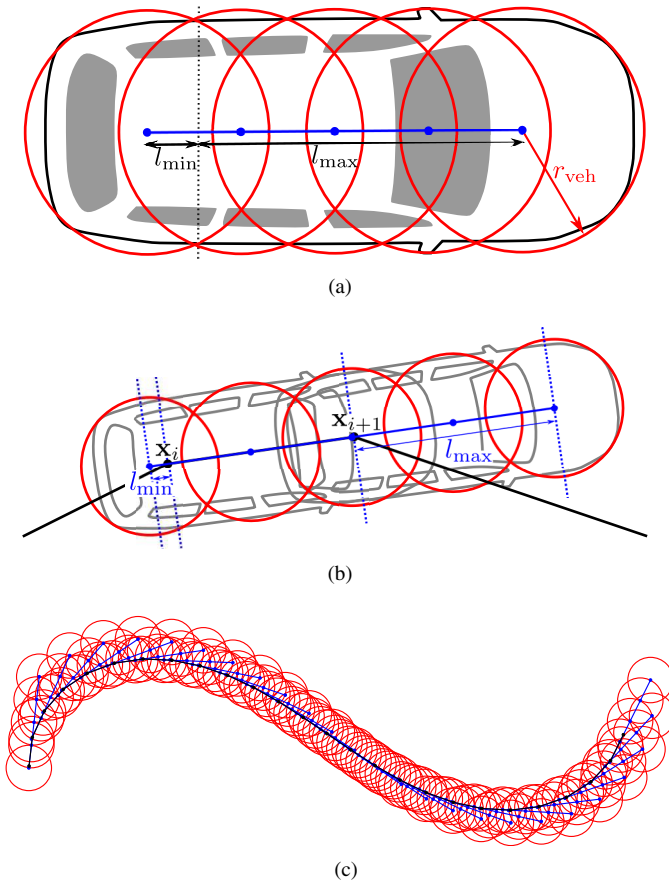 l_min
l_max
r_veh
(a)
x_i
x_{i+1}
l_min
l_max
(b)
(c)